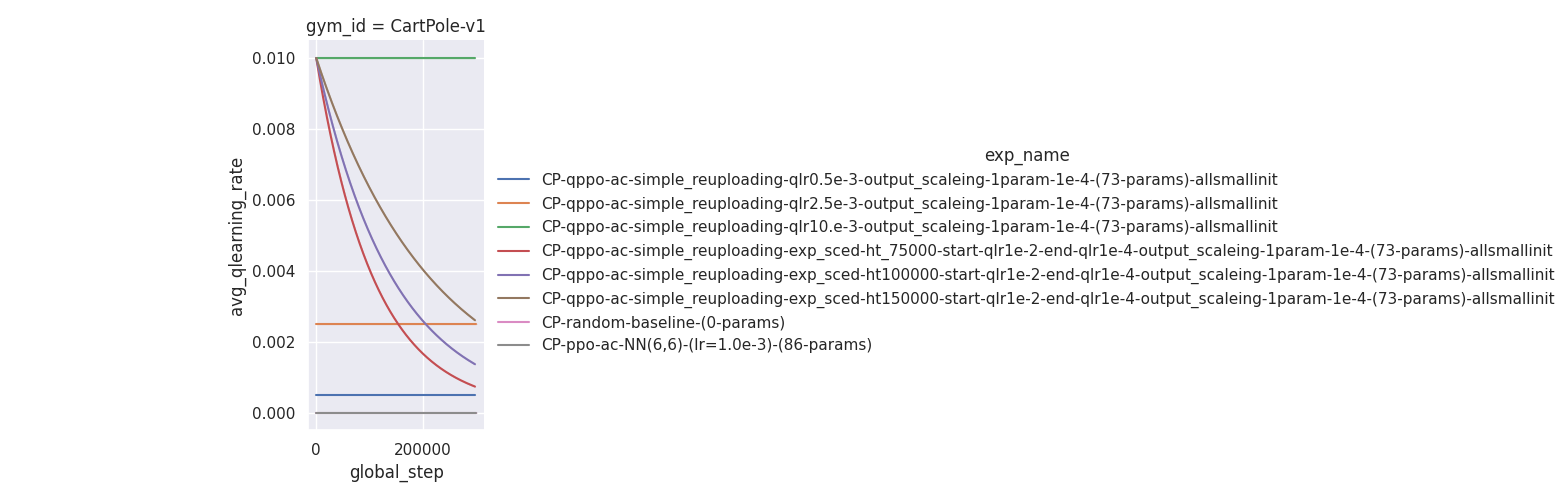 gym_id = CartPole-v1
0.010
0.008
0.006
0.004
0.002
0.000
avg_qlearning_rate
0
200000
global_step
exp_name
CP-qppo-ac-simple_reuploading-qlr0.5e-3-output_scaleing-1param-1e-4-(73-params)-allsmallinit
CP-qppo-ac-simple_reuploading-qlr2.5e-3-output_scaleing-1param-1e-4-(73-params)-allsmallinit
CP-qppo-ac-simple_reuploading-qlr10.e-3-output_scaleing-1param-1e-4-(73-params)-allsmallinit
CP-qppo-ac-simple_reuploading-exp_sced-ht_75000-start-qlr1e-2-end-qlr1e-4-output_scaleing-1param-1e-4-(73-params)-allsmallinit
CP-qppo-ac-simple_reuploading-exp_sced-ht100000-start-qlr1e-2-end-qlr1e-4-output_scaleing-1param-1e-4-(73-params)-allsmallinit
CP-qppo-ac-simple_reuploading-exp_sced-ht150000-start-qlr1e-2-end-qlr1e-4-output_scaleing-1param-1e-4-(73-params)-allsmallinit
CP-random-baseline-(0-params)
CP-ppo-ac-NN(6,6)-(lr=1.0e-3)-(86-params)